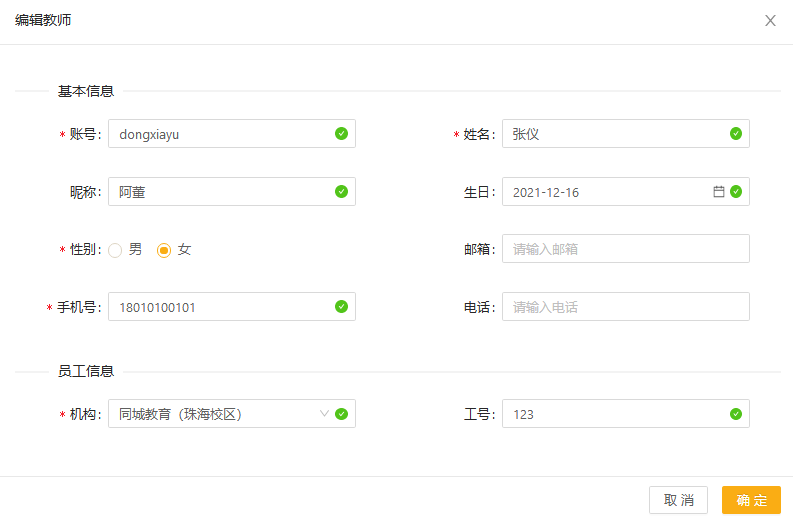 编辑教师
基本信息
* 账号: dongxiayu * 姓名: 张仪
昵称: 阿董 生日: 2021-12-16
* 性别: 男 女 邮箱: 请输入邮箱
* 手机号: 18010100101 电话: 请输入电话
员工信息
* 机构: 同城教育（珠海校区） 工号: 123
取 消 确 定